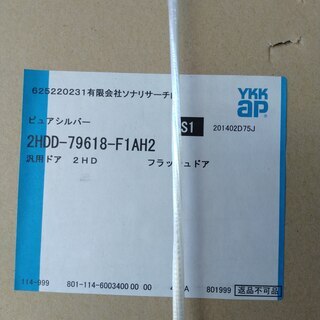 625220231有限会社ソナリサーチ
YKK
ap
ピュアシルバー
S1
201402D75J
2HDD-79618-F1AH2
汎用ドア 2HD フラッシュドア
114-999 801-114-6003400 00 00 A 801999 返品不可品